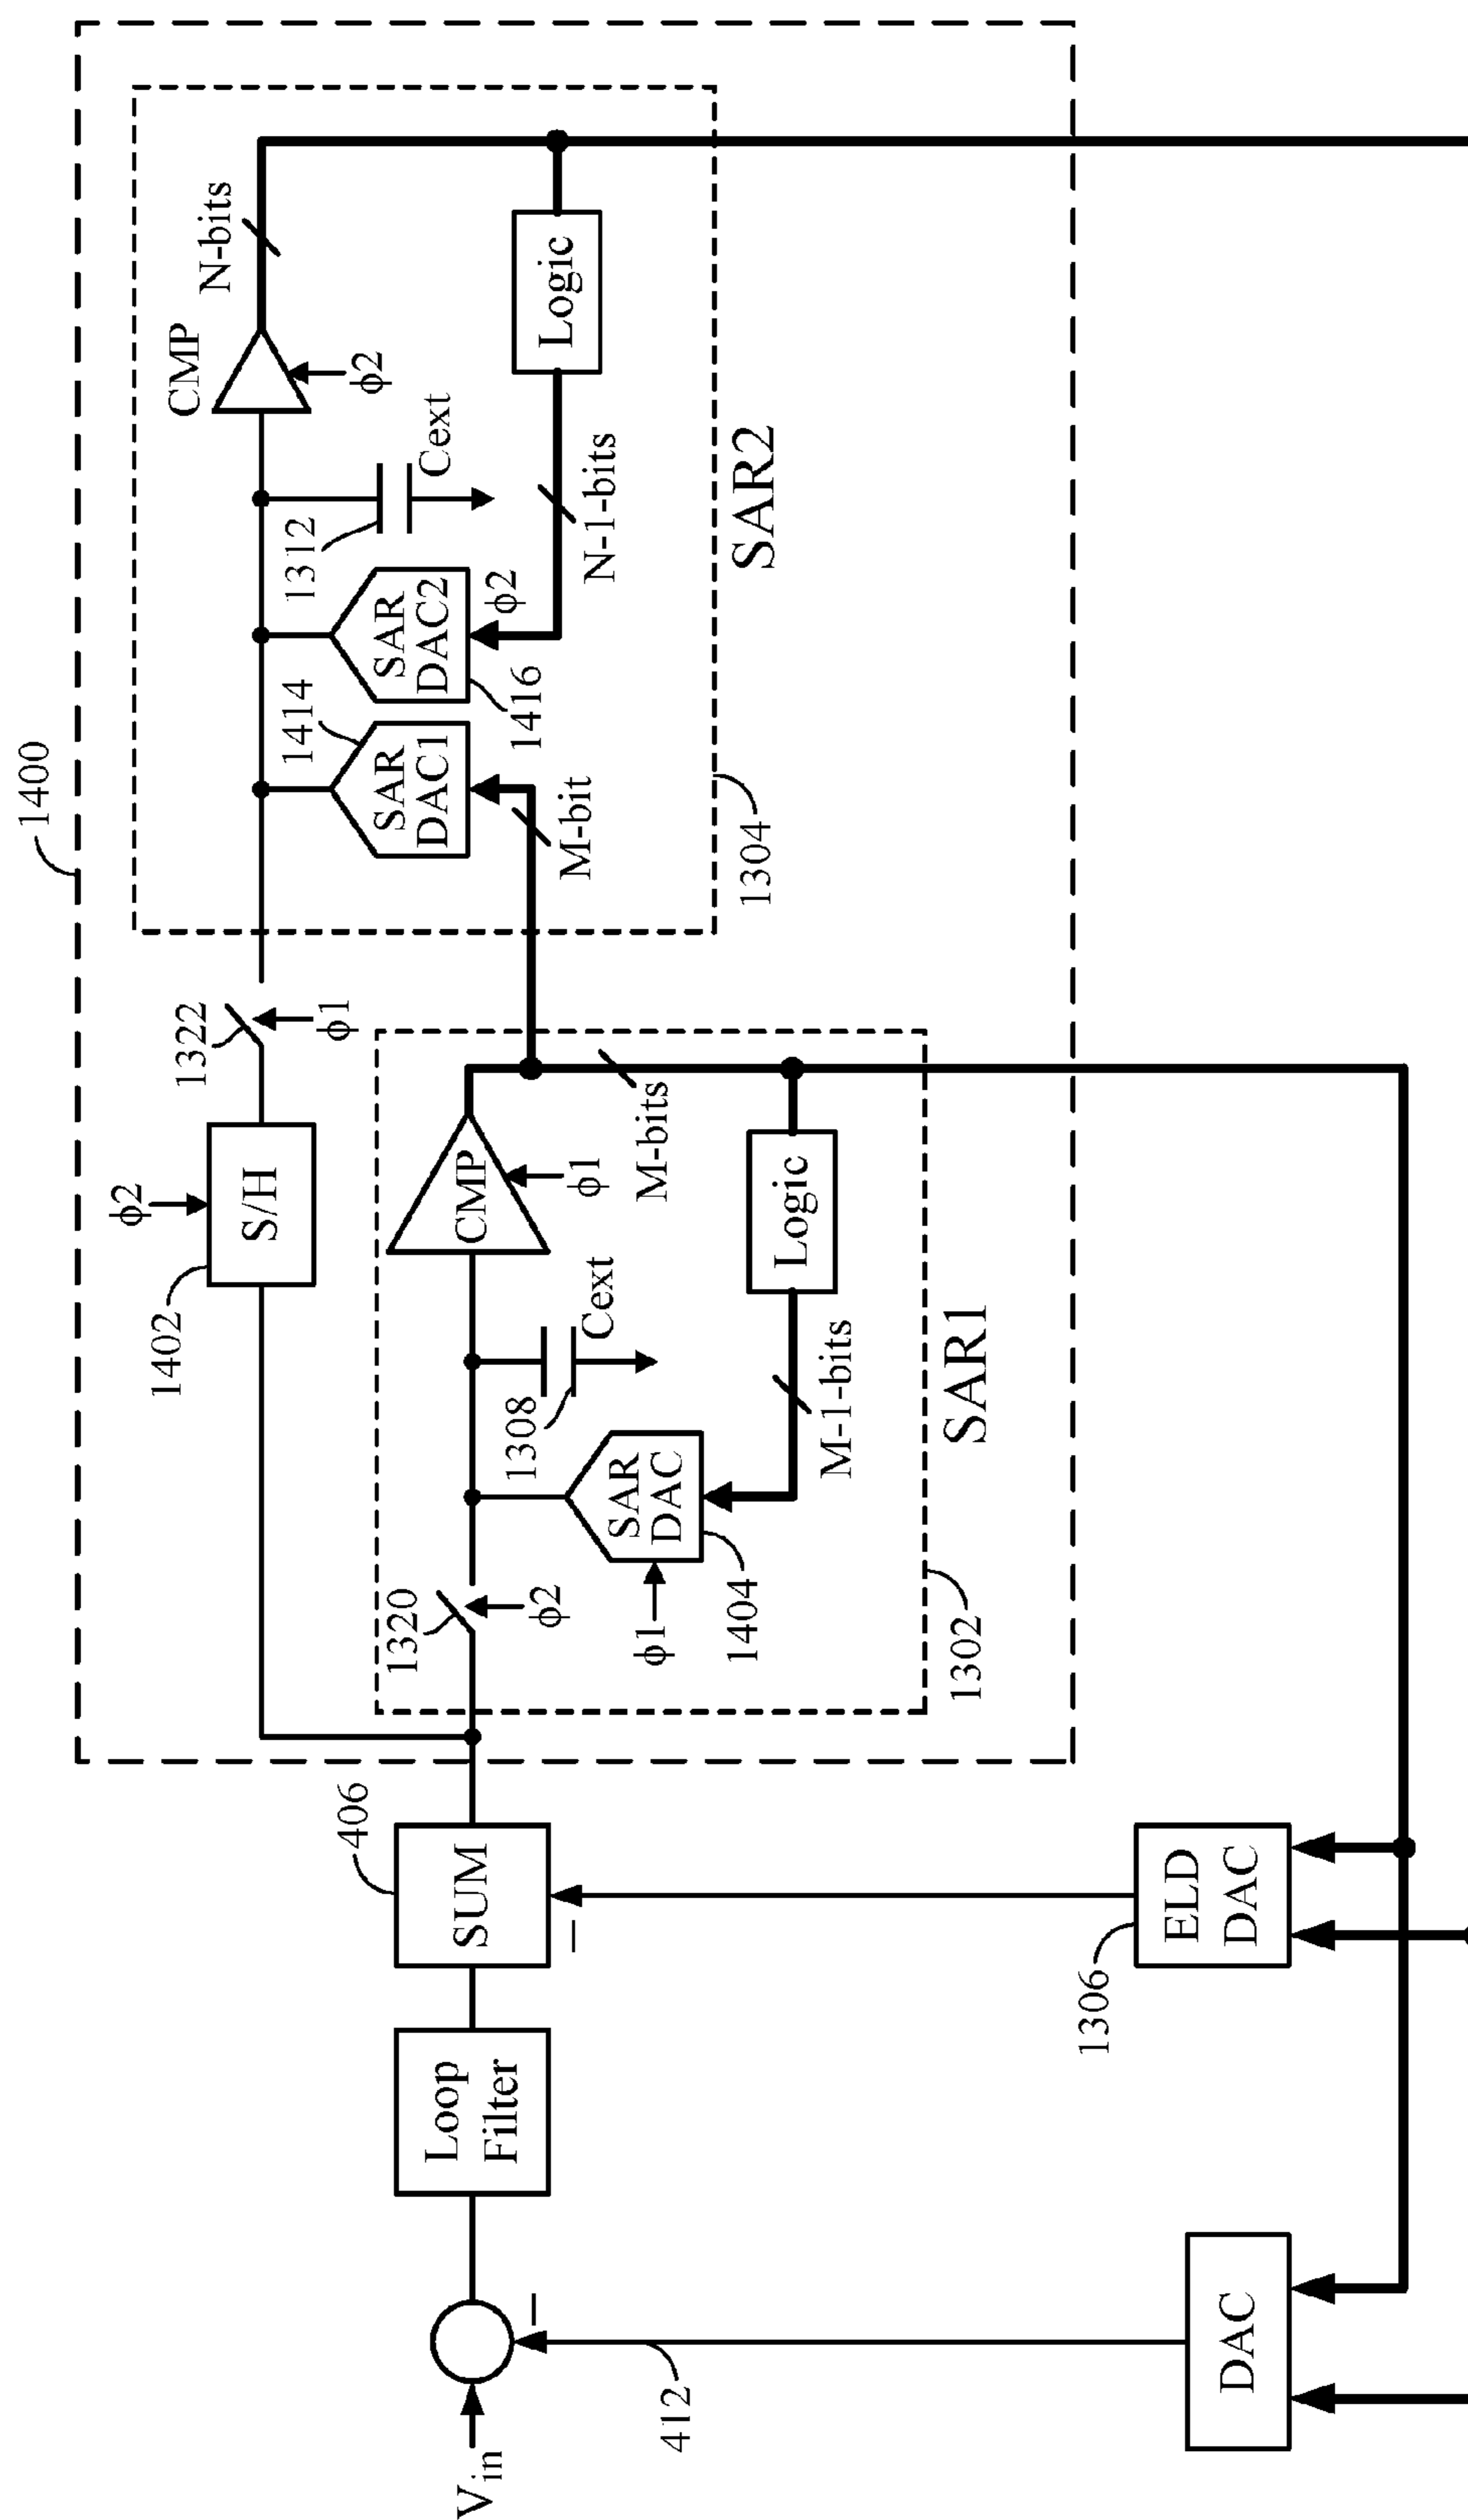 1400
1402
ϕ2
S/H
1322
ϕ1
CMP
N-bits
ϕ2
1312
Cext
1414
SAR
DAC1
SAR
DAC2
ϕ2
1416
Logic
N-1-bits
M-bit
SAR2
1304
Vin
Loop
Filter
406
SUM
1320
ϕ2
1308
Cext
CMP
ϕ1
SAR
DAC
ϕ1
1404
M-bits
Logic
M-1-bits
SAR1
1302
412
–
–
DAC
1306
ELD
DAC